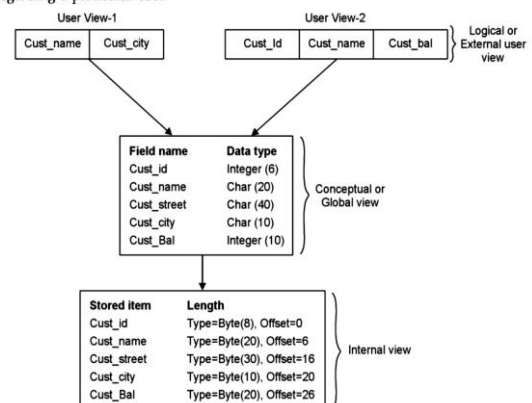 User View-1
User View-2
Cust_name Cust_city
Cust_Id Cust_name Cust_bal
Logical or
External user
view
Field name Data type
Cust_id Integer (6)
Cust_name Char (20)
Cust_street Char (40)
Cust_city Char (10)
Cust_Bal Integer (10)
Conceptual or
Global view
Stored item Length
Cust_id Type=Byte(8), Offset=0
Cust_name Type=Byte(20), Offset=6
Cust_street Type=Byte(30), Offset=16
Cust_city Type=Byte(10), Offset=20
Cust_Bal Type=Byte(20), Offset=26
Internal view